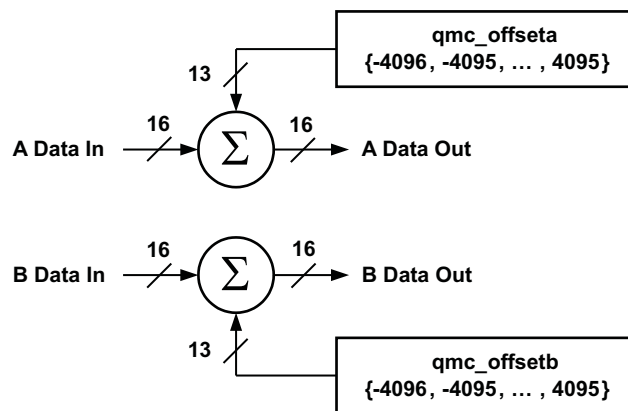 qmc_offseta
{-4096, -4095, … , 4095}
13
16
16
A Data In
Σ
A Data Out
16
16
B Data In
Σ
B Data Out
13
qmc_offsetb
{-4096, -4095, … , 4095}